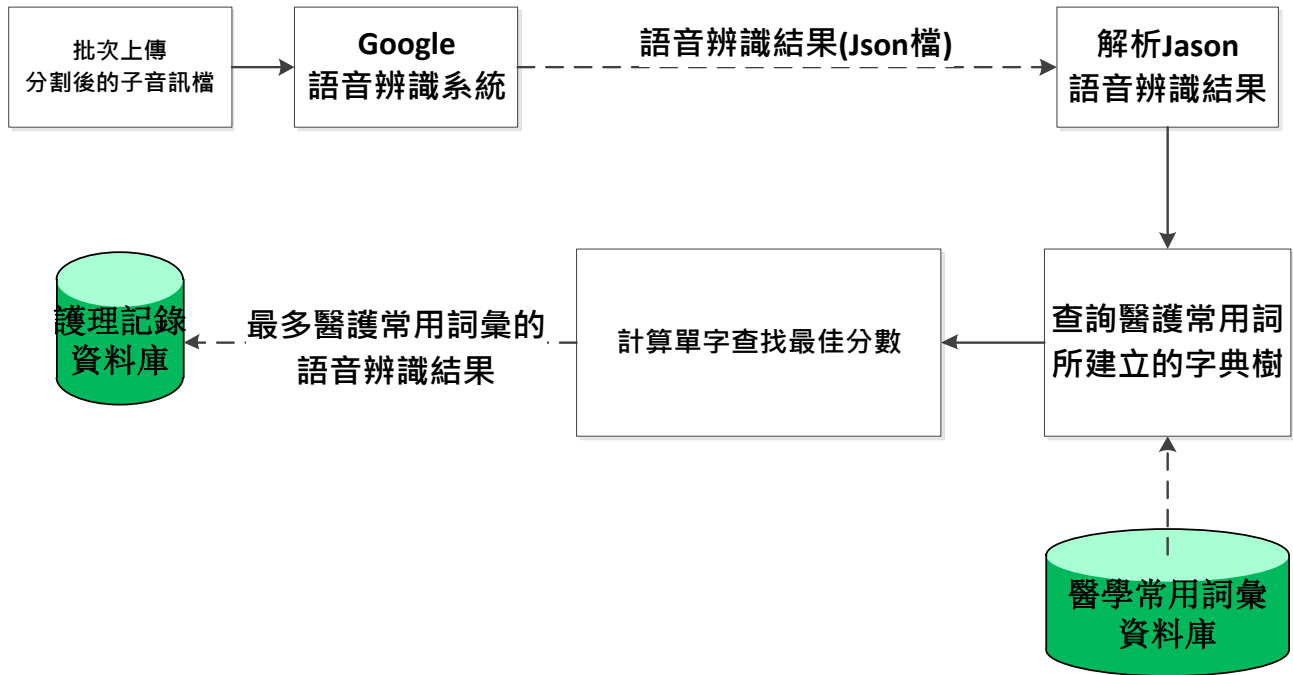 批次上傳
分割後的子音訊檔
Google
語音辨識系統
語音辨識結果(Json檔)
解析Jason
語音辨識結果
護理記錄
資料庫
最多醫護常用詞彙的
語音辨識結果
計算單字查找最佳分數
查詢醫護常用詞
所建立的字典樹
醫學常用詞彙
資料庫